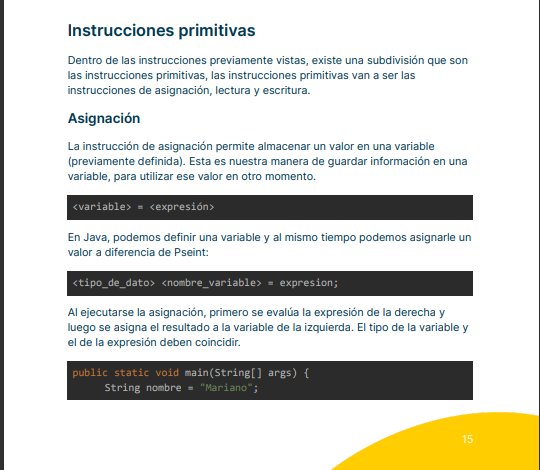 Instrucciones primitivas
Dentro de las instrucciones previamente vistas, existe una subdivisión que son
las instrucciones primitivas, las instrucciones primitivas van a ser las
instrucciones de asignación, lectura y escritura.
Asignación
La instrucción de asignación permite almacenar un valor en una variable
(previamente definida). Esta es nuestra manera de guardar información en una
variable, para utilizar ese valor en otro momento.
<variable> = <expresión>
En Java, podemos definir una variable y al mismo tiempo podemos asignarle un
valor a diferencia de Pseint:
<tipo_de_dato> <nombre_variable> = expresion;
Al ejecutarse la asignación, primero se evalúa la expresión de la derecha y
luego se asigna el resultado a la variable de la izquierda. El tipo de la variable y
el de la expresión deben coincidir.
public static void main(String[] args) {
String nombre = "Mariano";
15